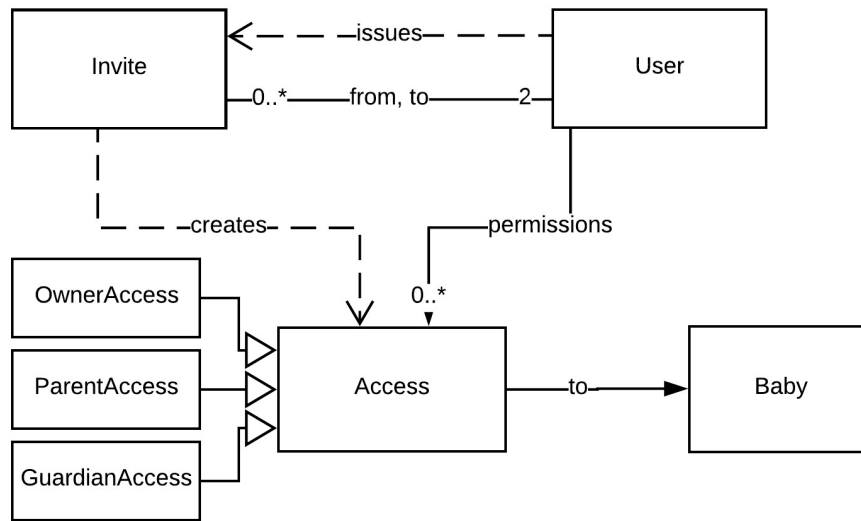 issues
Invite
User
0..*
from, to
2
creates
permissions
OwnerAccess
0..*
ParentAccess
Access
to
Baby
GuardianAccess